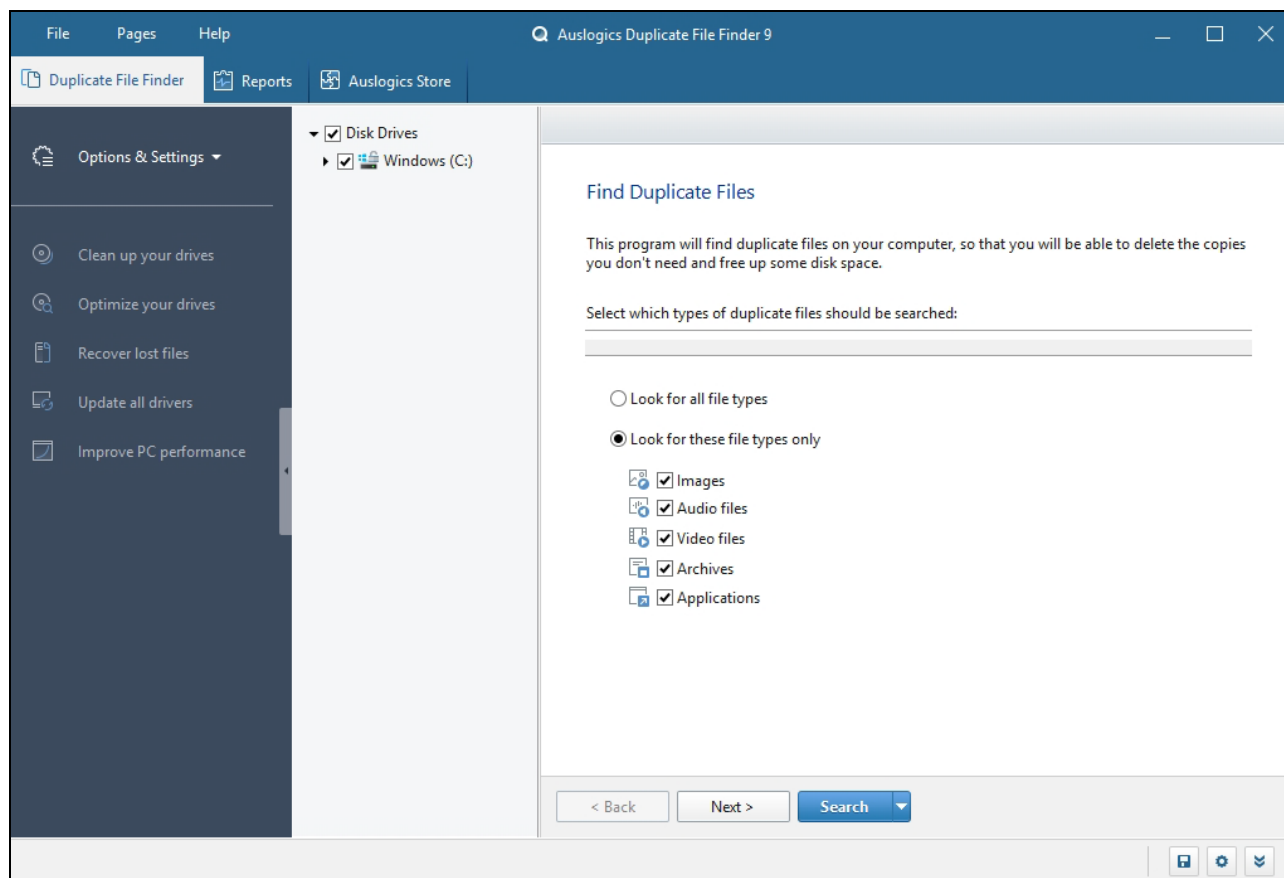 File Pages Help Auslogics Duplicate File Finder 9
Duplicate File Finder Reports Auslogics Store
Options & Settings
Clean up your drives
Optimize your drives
Recover lost files
Update all drivers
Improve PC performance
Disk Drives
Windows (C:)
Find Duplicate Files
This program will find duplicate files on your computer, so that you will be able to delete the copies
you don't need and free up some disk space.
Select which types of duplicate files should be searched:
Look for all file types
Look for these file types only
Images
Audio files
Video files
Archives
Applications
< Back Next > Search